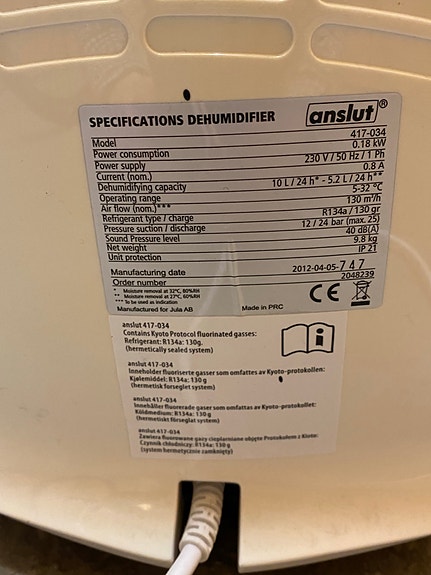 SPECIFICATIONS DEHUMIDIFIER anslut®
Model 417-034
Power consumption 0.18 kW
Power supply 230 V / 50 Hz / 1 Ph
Current (nom.) 0.8 A
Dehumidifying capacity 10 L / 24 h* - 5.2 L / 24 h**
Operating range 5-32 °C
Air flow (nom.)*** 130 m³/h
Refrigerant type / charge R134a / 130 gr
Pressure suction / discharge 12 / 24 bar (max. 25)
Sound Pressure level 40 dB(A)
Net weight 9.8 kg
Unit protection IP 21
Manufacturing date 2012-04-05-747
Order number 2048239
* Moisture removal at 32°C, 80%RH
** Moisture removal at 27°C, 60%RH
*** To be used as indication
Manufactured for Jula AB Made in PRC CE
anslut 417-034
Contains Kyoto Protocol fluorinated gasses:
Refrigerant: R134a: 130g,
(hermetically sealed system)
anslut 417-034
Inneholder fluoriserte gasser som omfattes av Kyoto-protokollen:
Kjølemiddel: R134a: 130 g
(hermetisk forseglet system)
anslut 417-034
Innehåller fluorerade gaser som omfattas av Kyoto-protokollet:
Köldmedium: R134a: 130 g
(hermetiskt förseglat system)
anslut 417-034
Zawiera fluorowane gazy cieplarniane objęte Protokołem z Kioto:
Czynnik chłodniczy: R134a: 130 g
(system hermetycznie zamknięty)